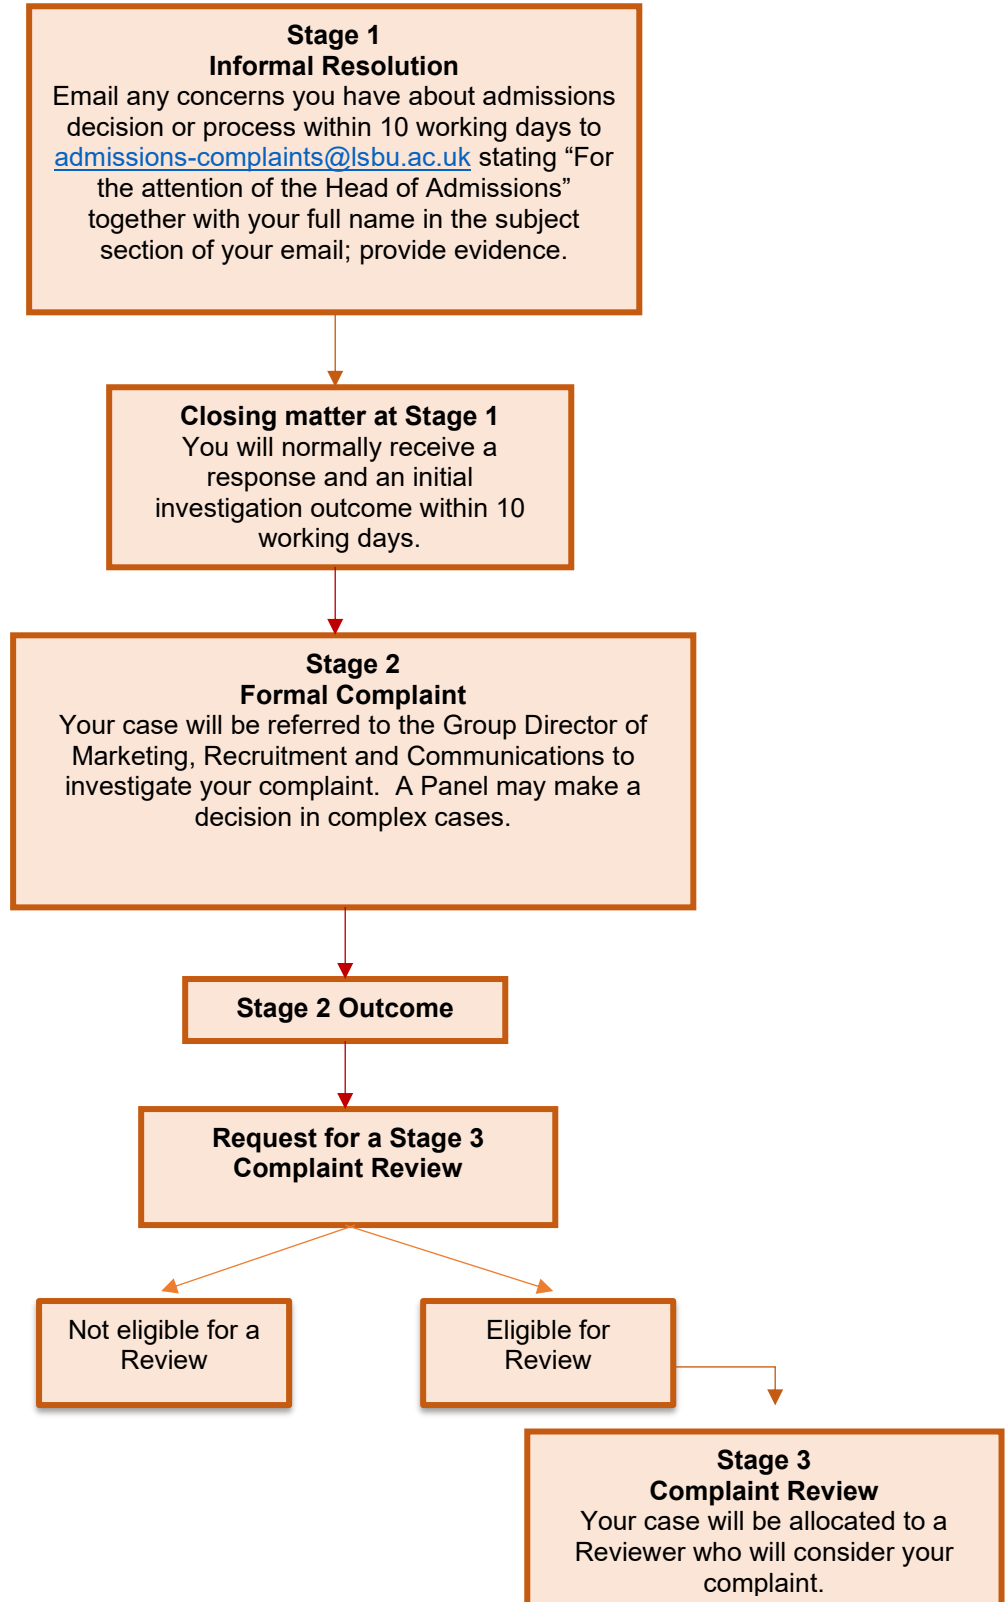 Stage 1
Informal Resolution
Email any concerns you have about admissions
decision or process within 10 working days to
admissions-complaints@lsbu.ac.uk stating “For
the attention of the Head of Admissions”
together with your full name in the subject
section of your email; provide evidence.
Closing matter at Stage 1
You will normally receive a
response and an initial
investigation outcome within 10
working days.
Stage 2
Formal Complaint
Your case will be referred to the Group Director of
Marketing, Recruitment and Communications to
investigate your complaint.  A Panel may make a
decision in complex cases.
Stage 2 Outcome
Request for a Stage 3
Complaint Review
Not eligible for a
Review
Eligible for
Review
Stage 3
Complaint Review
Your case will be allocated to a
Reviewer who will consider your
complaint.